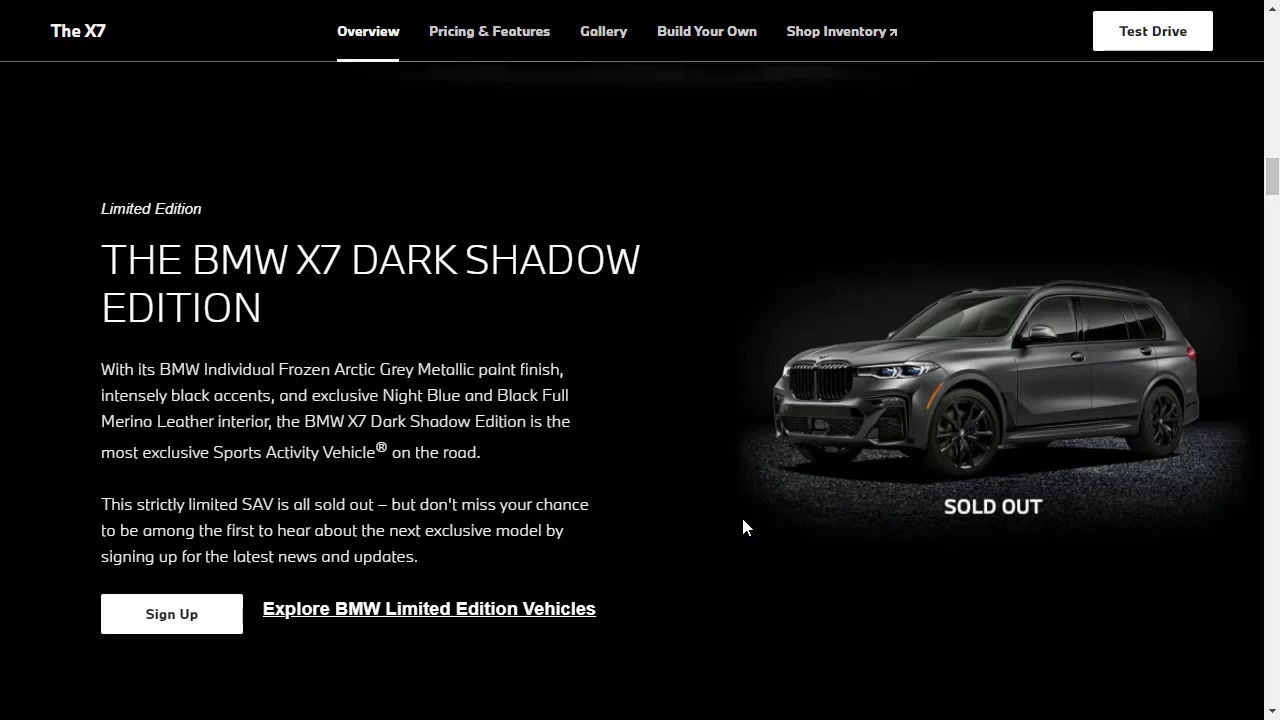 The X7
Overview
Pricing & Features
Gallery
Build Your Own
Shop Inventory
Test Drive
Limited Edition
THE BMW X7 DARK SHADOW
EDITION
With its BMW Individual Frozen Arctic Grey Metallic paint finish,
intensely black accents, and exclusive Night Blue and Black Full
Merino Leather interior, the BMW X7 Dark Shadow Edition is the
most exclusive Sports Activity Vehicle® on the road.
This strictly limited SAV is all sold out – but don't miss your chance
to be among the first to hear about the next exclusive model by
signing up for the latest news and updates.
Sign Up
Explore BMW Limited Edition Vehicles
SOLD OUT